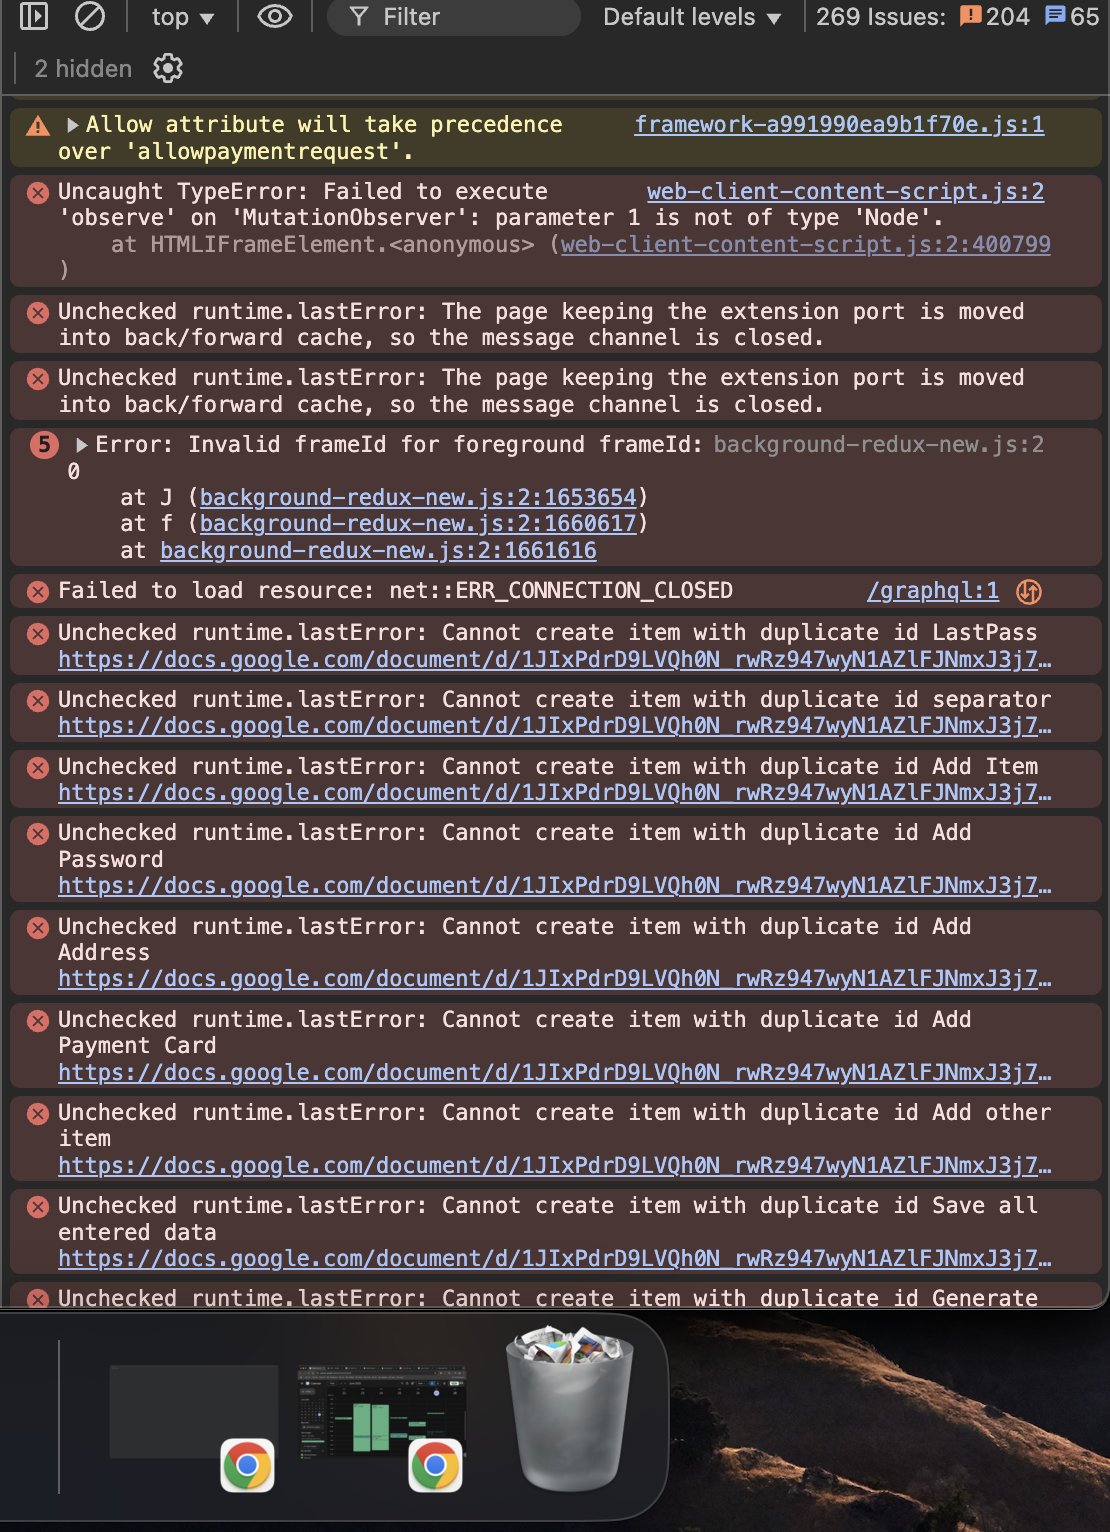 top ▼ Filter Default levels ▼ 269 Issues: 204 65
2 hidden
Allow attribute will take precedence framework-a991990ea9b1f70e.js:1
over 'allowpaymentrequest'.
Uncaught TypeError: Failed to execute web-client-content-script.js:2
'observe' on 'MutationObserver': parameter 1 is not of type 'Node'.
at HTMLIFrameElement.<anonymous> (web-client-content-script.js:2:400799
)
Unchecked runtime.lastError: The page keeping the extension port is moved
into back/forward cache, so the message channel is closed.
Unchecked runtime.lastError: The page keeping the extension port is moved
into back/forward cache, so the message channel is closed.
5 Error: Invalid frameId for foreground frameId: background-redux-new.js:2
0
at J (background-redux-new.js:2:1653654)
at f (background-redux-new.js:2:1660617)
at background-redux-new.js:2:1661616
Failed to load resource: net::ERR_CONNECTION_CLOSED /graphql:1
Unchecked runtime.lastError: Cannot create item with duplicate id LastPass
https://docs.google.com/document/d/1JIxPdrD9LVQh0N_rwRz947wyN1AZlFJNmxJ3j7…
Unchecked runtime.lastError: Cannot create item with duplicate id separator
https://docs.google.com/document/d/1JIxPdrD9LVQh0N_rwRz947wyN1AZlFJNmxJ3j7…
Unchecked runtime.lastError: Cannot create item with duplicate id Add Item
https://docs.google.com/document/d/1JIxPdrD9LVQh0N_rwRz947wyN1AZlFJNmxJ3j7…
Unchecked runtime.lastError: Cannot create item with duplicate id Add
Password
https://docs.google.com/document/d/1JIxPdrD9LVQh0N_rwRz947wyN1AZlFJNmxJ3j7…
Unchecked runtime.lastError: Cannot create item with duplicate id Add
Address
https://docs.google.com/document/d/1JIxPdrD9LVQh0N_rwRz947wyN1AZlFJNmxJ3j7…
Unchecked runtime.lastError: Cannot create item with duplicate id Add
Payment Card
https://docs.google.com/document/d/1JIxPdrD9LVQh0N_rwRz947wyN1AZlFJNmxJ3j7…
Unchecked runtime.lastError: Cannot create item with duplicate id Add other
item
https://docs.google.com/document/d/1JIxPdrD9LVQh0N_rwRz947wyN1AZlFJNmxJ3j7…
Unchecked runtime.lastError: Cannot create item with duplicate id Save all
entered data
https://docs.google.com/document/d/1JIxPdrD9LVQh0N_rwRz947wyN1AZlFJNmxJ3j7…
Unchecked runtime.lastError: Cannot create item with duplicate id Generate